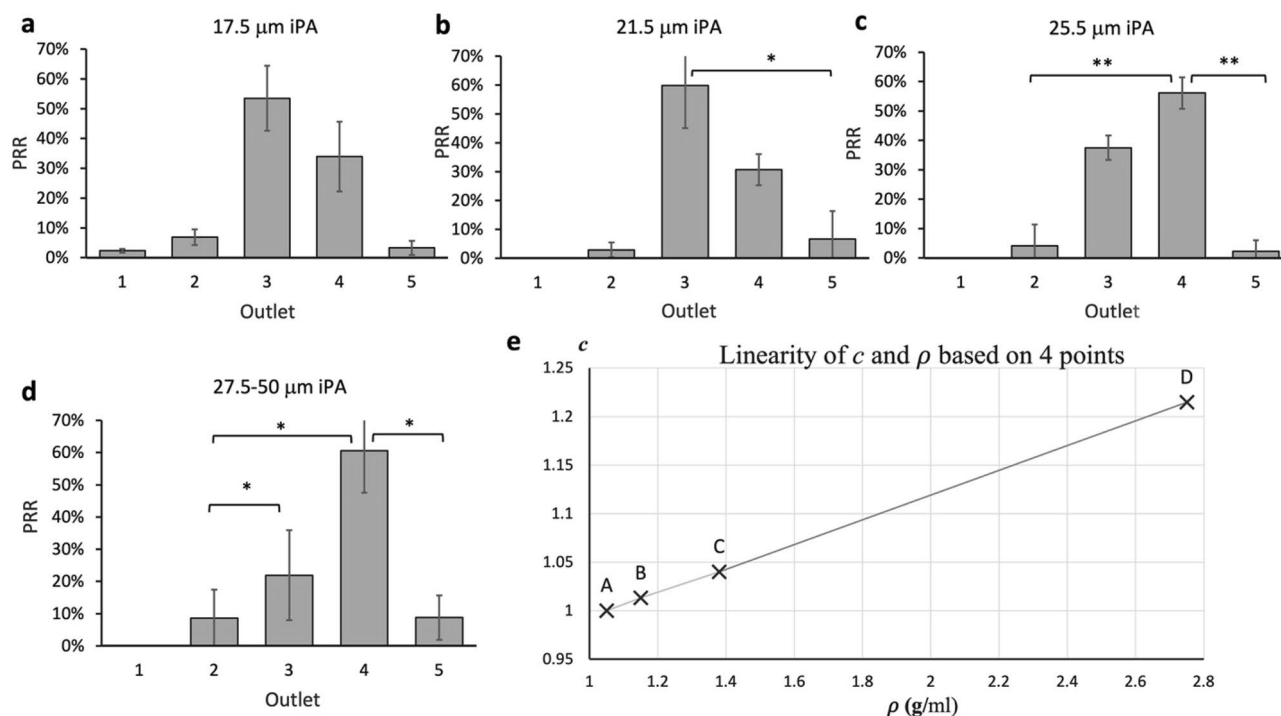 a
17.5 μm iPA
70%
60%
50%
40%
30%
20%
10%
0%
PRR
1 2 3 4 5
Outlet
b
21.5 μm iPA
70%
60%
50%
40%
30%
20%
10%
0%
PRR
*
1 2 3 4 5
Outlet
c
25.5 μm iPA
70%
60%
50%
40%
30%
20%
10%
0%
PRR
** **
1 2 3 4 5
Outlet
d
27.5-50 μm iPA
70%
60%
50%
40%
30%
20%
10%
0%
PRR
* *
*
1 2 3 4 5
Outlet
e
c
Linearity of c and ρ based on 4 points
1.25
1.2
1.15
1.1
1.05
1
0.95
A
B
C
D
1 1.2 1.4 1.6 1.8 2 2.2 2.4 2.6 2.8
ρ (g/ml)